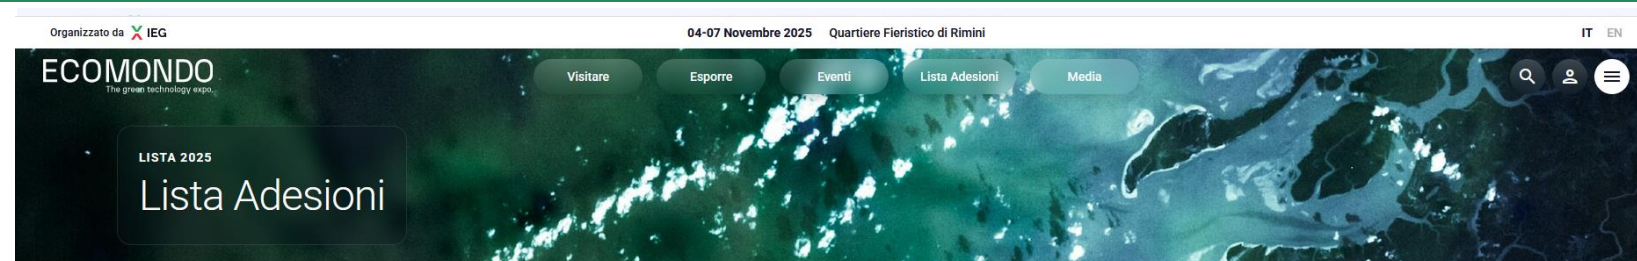 Organizzato da IEG
04-07 Novembre 2025 Quartiere Fieristico di Rimini
IT EN
ECOMONDO
The green technology expo.
Visitare
Esporre
Eventi
Lista Adesioni
Media
LISTA 2025
Lista Adesioni